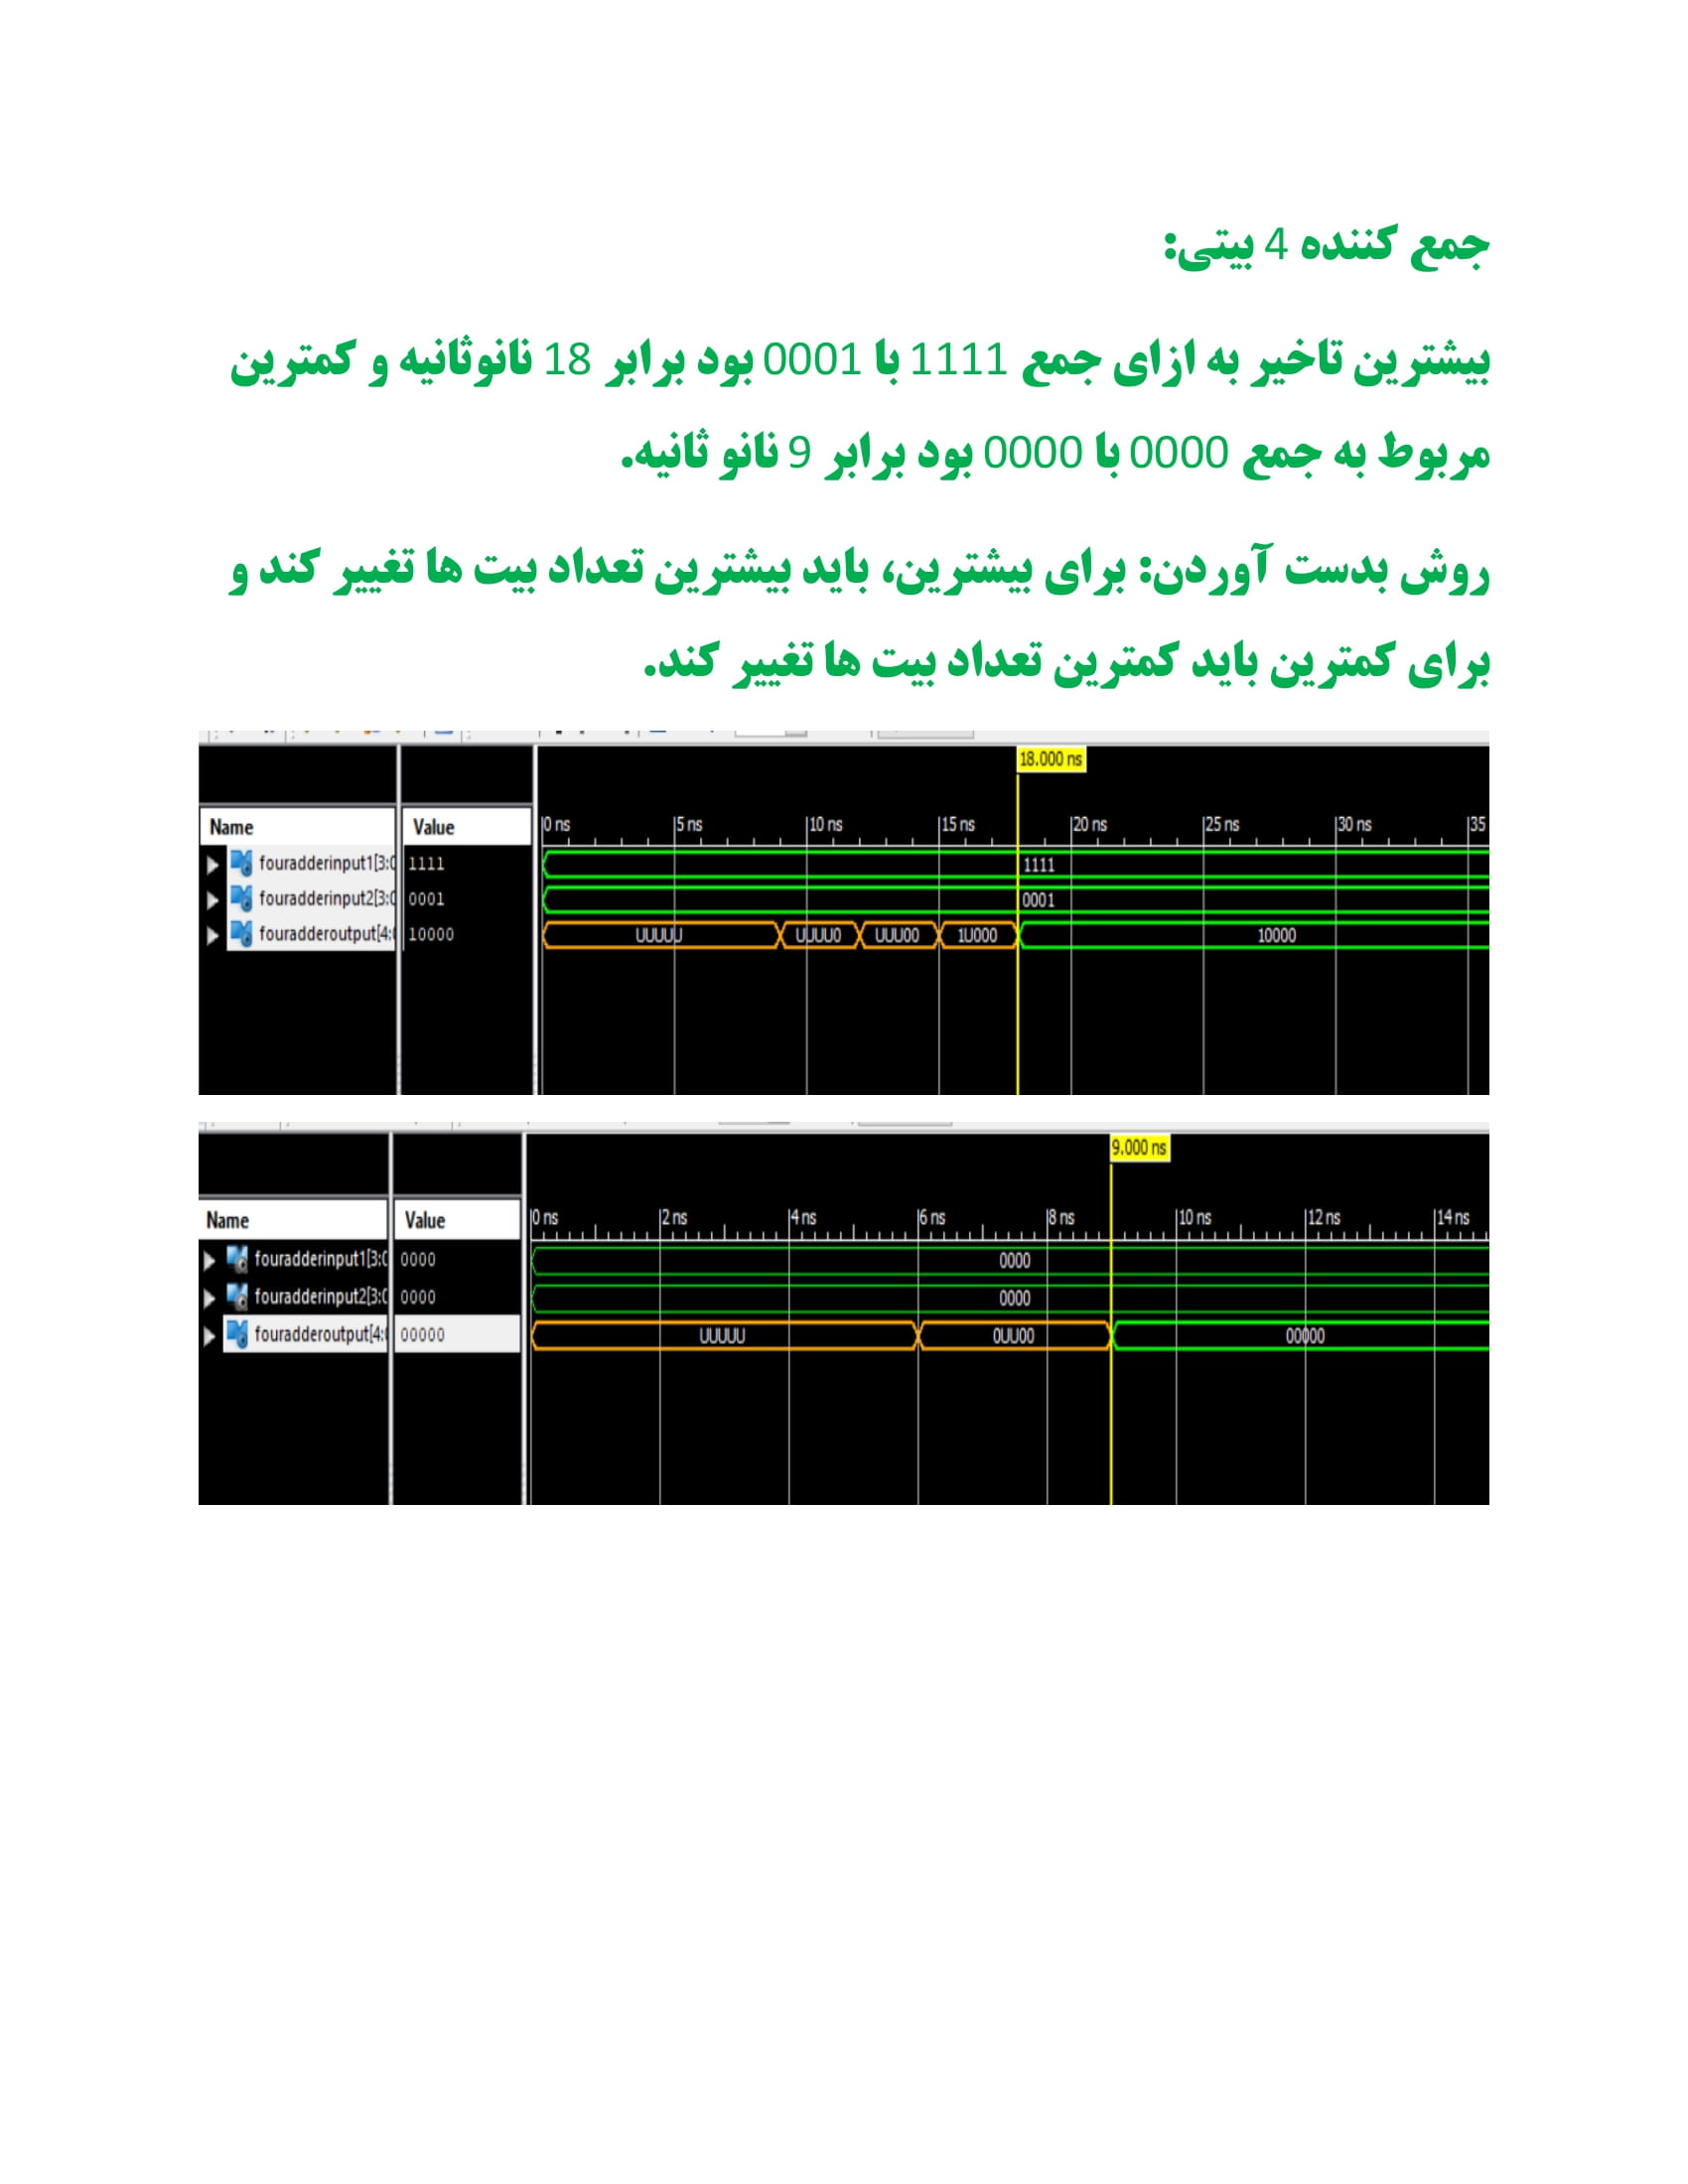 جمع کننده 4 بیتی:
بیشترین تاخیر به ازای جمع 1111 با 0001 بود برابر 18 نانوثانیه و کمترین
مربوط به جمع 0000 با 0000 بود برابر 9 نانو ثانیه.
روش بدست آوردن: برای بیشترین، باید بیشترین تعداد بیت ها تغییر کند و
برای کمترین باید کمترین تعداد بیت ها تغییر کند.
18.000 ns
Name Value 0 ns 5 ns 10 ns 15 ns 20 ns 25 ns 30 ns 35
fouradderinput1[3:0 1111 1111
fouradderinput2[3:0 0001 0001
fouradderoutput[4:0 10000 UUUUU UUUU0 UUU00 1U000 10000
9.000 ns
Name Value 0 ns 2 ns 4 ns 6 ns 8 ns 10 ns 12 ns 14 ns
fouradderinput1[3:0 0000 0000
fouradderinput2[3:0 0000 0000
fouradderoutput[4:0 00000 UUUUU 0UU00 00000